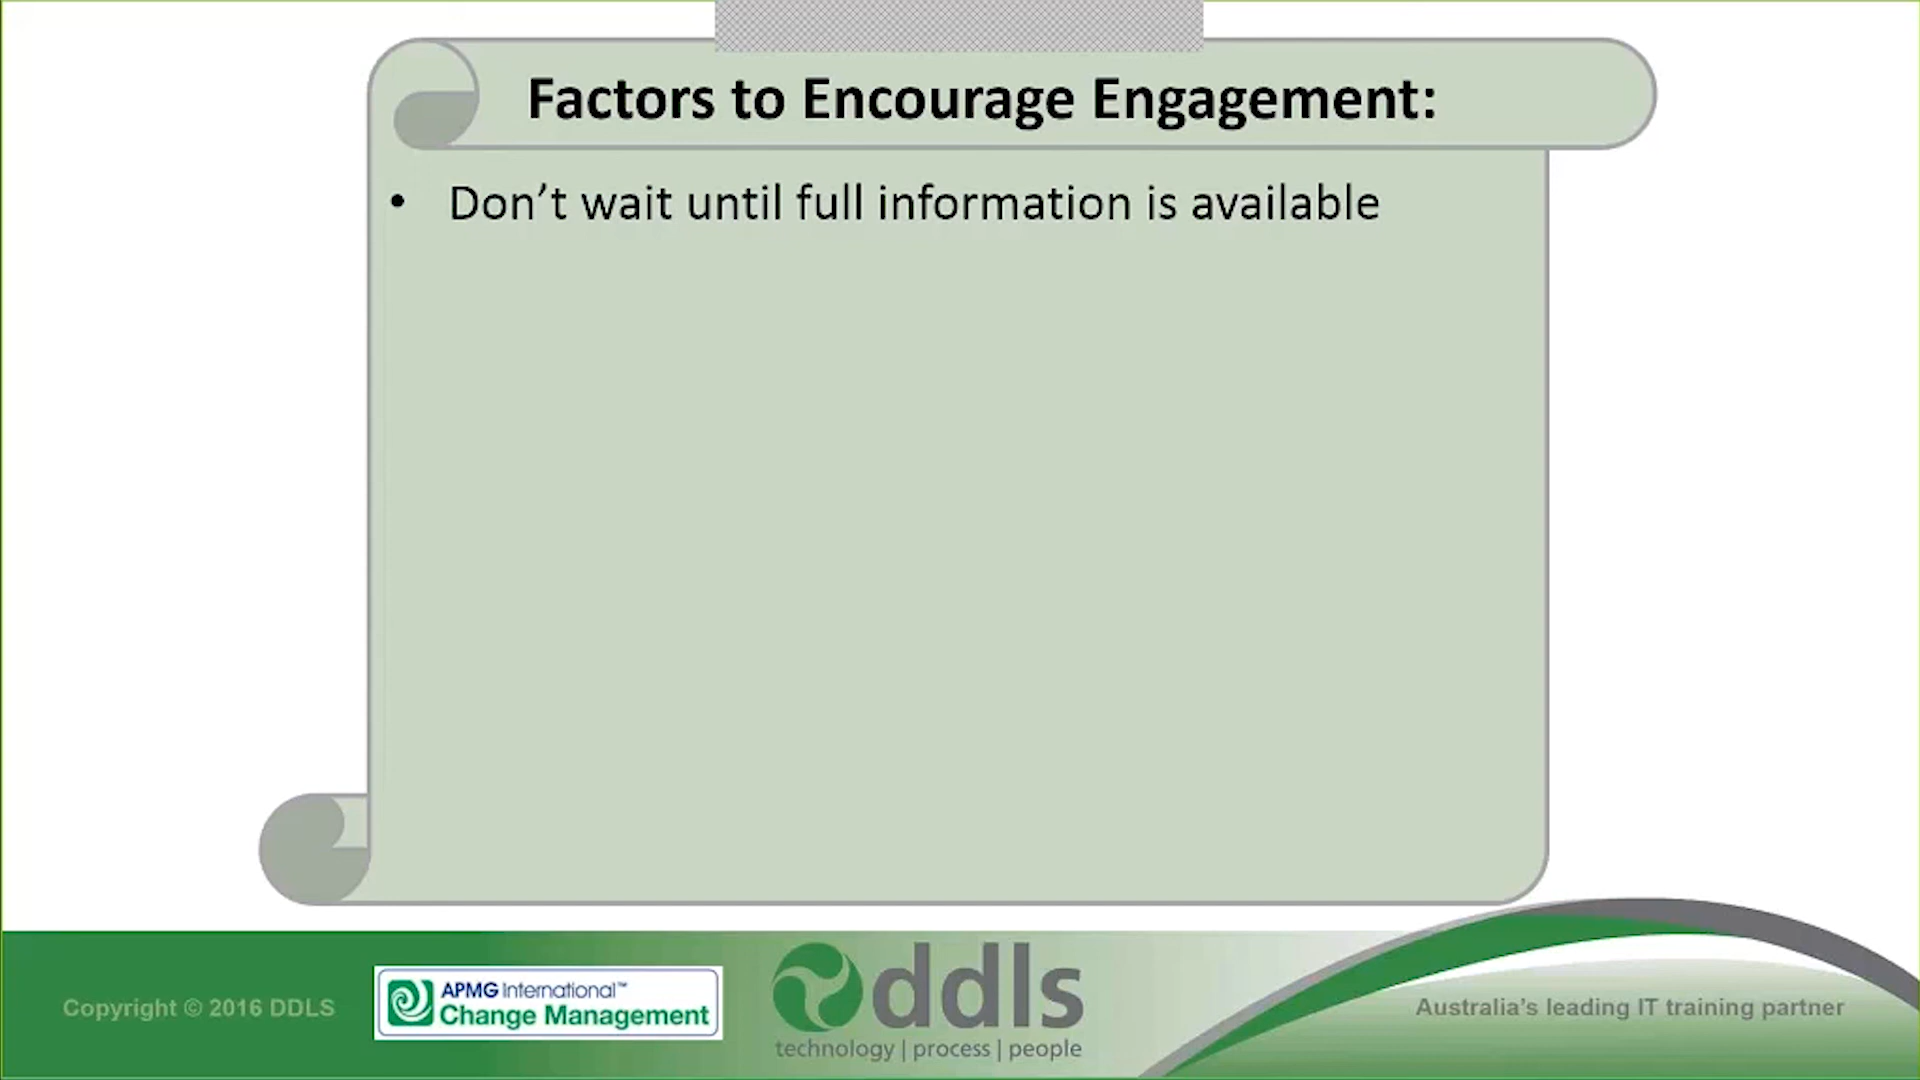 Factors to Encourage Engagement:
• Don’t wait until full information is available
Copyright © 2016 DDLS
APMG International™
Change Management
ddls
technology | process | people
Australia’s leading IT training partner